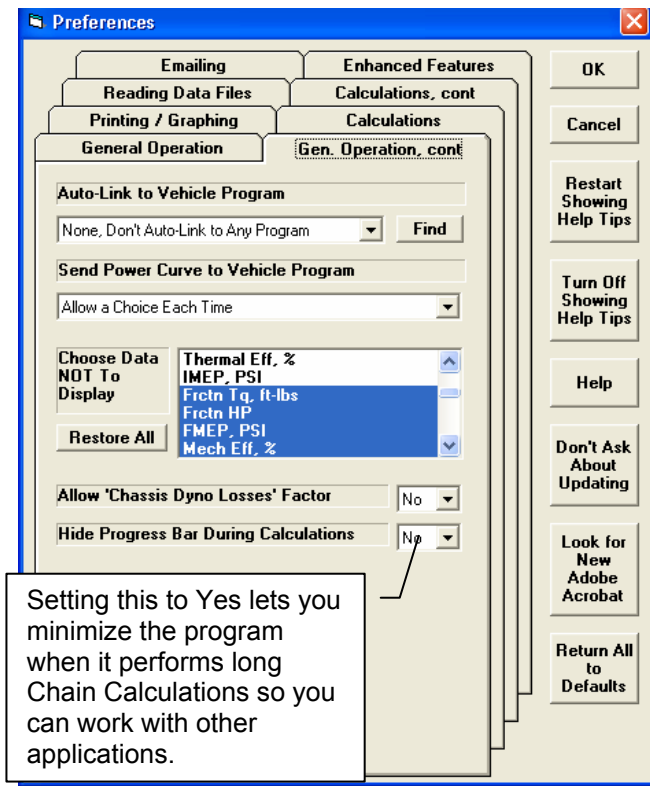 Preferences
Emailing
Enhanced Features
Reading Data Files
Calculations, cont
Printing / Graphing
Calculations
General Operation
Gen. Operation, cont
Auto-Link to Vehicle Program
None, Don't Auto-Link to Any Program
Find
Send Power Curve to Vehicle Program
Allow a Choice Each Time
Choose Data
NOT To
Display
Restore All
Thermal Eff, %
IMEP, PSI
Frctn Tq, ft-lbs
Frctn HP
FMEP, PSI
Mech Eff, %
Allow 'Chassis Dyno Losses' Factor
No
Hide Progress Bar During Calculations
No
Setting this to Yes lets you
minimize the program
when it performs long
Chain Calculations so you
can work with other
applications.
OK
Cancel
Restart
Showing
Help Tips
Turn Off
Showing
Help Tips
Help
Don't Ask
About
Updating
Look for
New
Adobe
Acrobat
Return All
to
Defaults